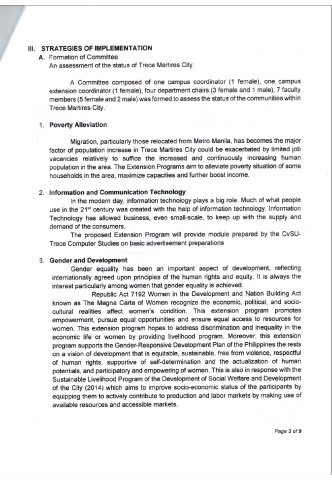 III. STRATEGIES OF IMPLEMENTATION
A. Formation of Committee
An assessment of the status of Trece Martires City.
A Committee composed of one campus coordinator (1 female), one campus
extension coordinator (1 female), four department chairs (3 female and 1 male), 7 faculty
members (5 female and 2 male) was formed to assess the status of the communities within
Trece Martires City.
1. Poverty Alleviation
Migration, particularly those relocated from Metro Manila, has becomes the major
factor of population increase in Trece Martires City could be exacerbated by limited job
vacancies relatively to suffice the increased and continuously increasing human
population in the area. The Extension Programs aim to alleviate poverty situation of some
households in the area, maximize capacities and further boost income.
2. Information and Communication Technology
In the modern day, information technology plays a big role. Much of what people
use in the 21st century was created with the help of information technology. Information
Technology has allowed business, even small-scale, to keep up with the supply and
demand of the consumers.
The proposed Extension Program will provide module prepared by the CvSU-
Trece Computer Studies on basic advertisement preparations
3. Gender and Development
Gender equality has been an important aspect of development, reflecting
internationally agreed upon principles of the human rights and equity. It is always the
interest particularly among women that gender equality is achieved.
Republic Act 7192 Women in the Development and Nation Building Act
known as The Magna Carta of Women recognize the economic, political, and socio-
cultural realities affect women's condition. This extension program promotes
empowerment, pursue equal opportunities and ensure equal access to resources for
women. This extension program hopes to address discrimination and inequality in the
economic life or women by providing livelihood program. Moreover, this extension
program supports the Gender-Responsive Development Plan of the Philippines the rests
on a vision of development that is equitable, sustainable, free from violence, respectful
of human rights, supportive of self-determination and the actualization of human
potentials, and participatory and empowering of women. This is also in response with the
Sustainable Livelihood Program of the Development of Social Welfare and Development
of the City (2014) which aims to improve socio-economic status of the participants by
equipping them to actively contribute to production and labor markets by making use of
available resources and accessible markets.
Page 3 of 9